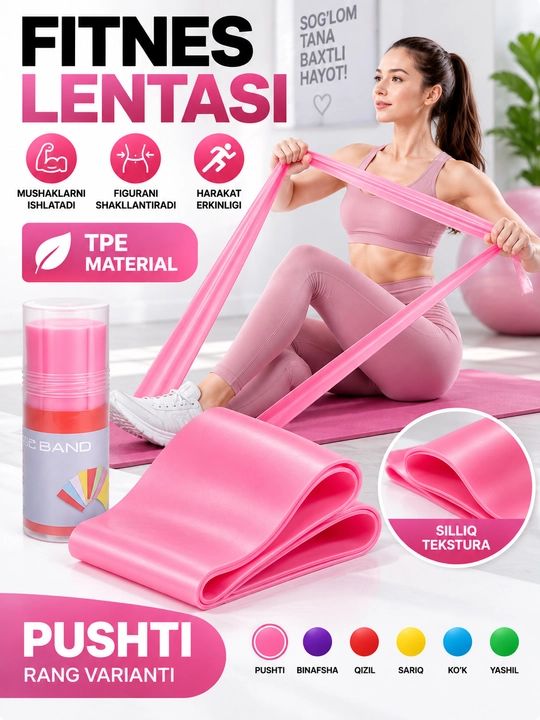 FITNES
LENTASI
SOG'LOM
TANA
BAXTLI
HAYOT!
MUSHAKLARNI
ISHLATADI
FIGURANI
SHAKLLANTIRADI
HARAKAT
ERKINLIGI
TPE
MATERIAL
BAND
SILLIQ
TEKSTURA
PUSHTI
RANG VARIANTI
PUSHTI
BINAFSHA
QIZIL
SARIQ
KO'K
YASHIL